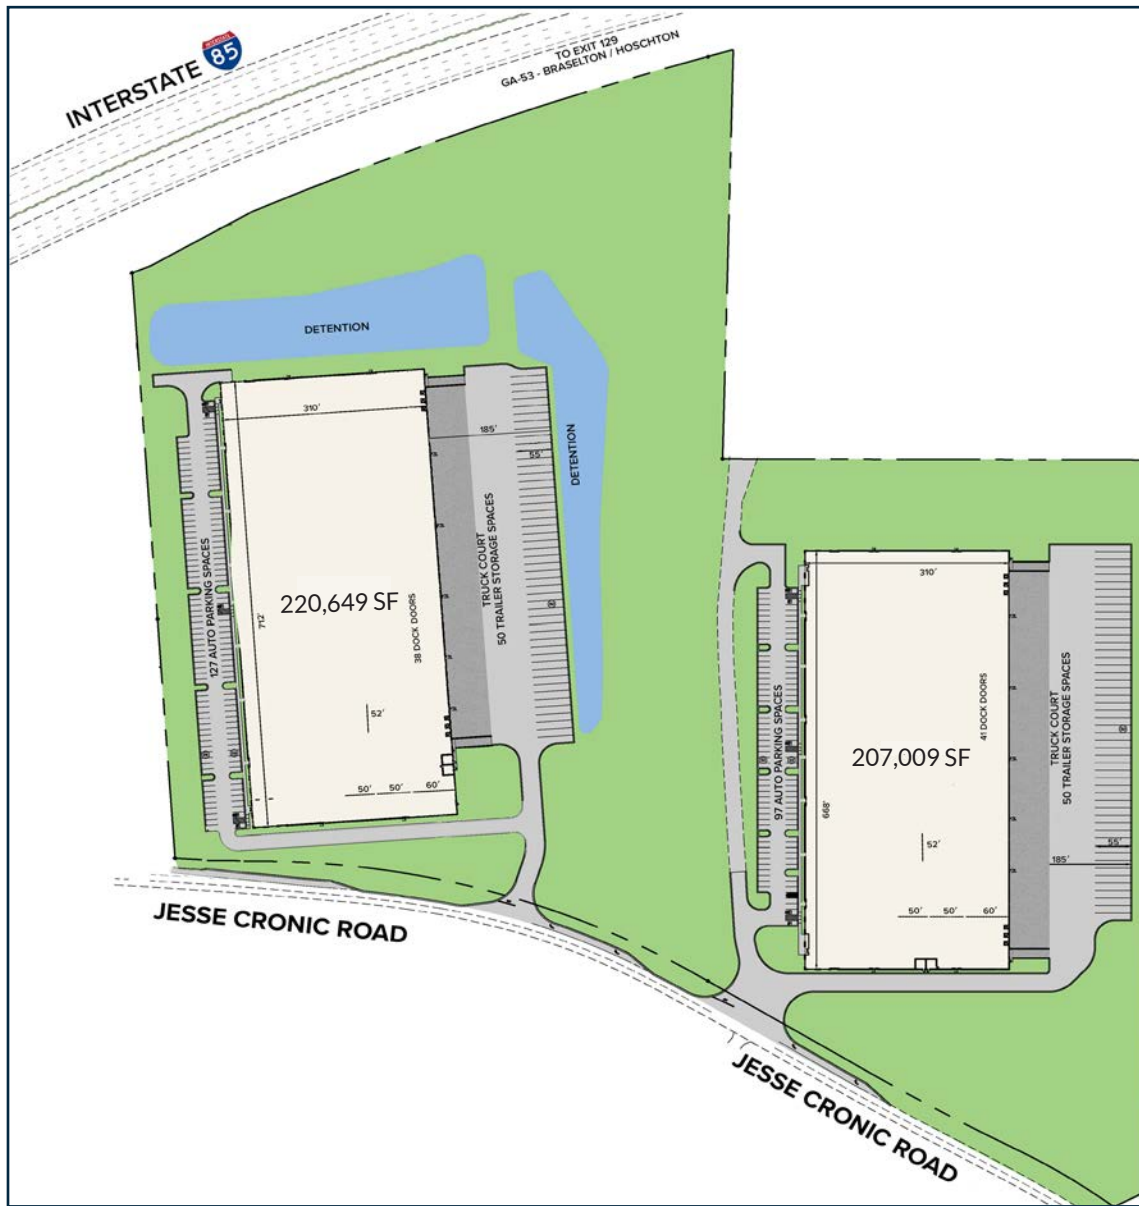 INTERSTATE
INTERSTATE
85
TO EXIT 129
GA-53 - BRASELTON / HOSCHTON
DETENTION
DETENTION
310'
185'
55'
127 AUTO PARKING SPACES
712'
220,649 SF
38 DOCK DOORS
TRUCK COURT
50 TRAILER STORAGE SPACES
52'
50' 50' 60'
JESSE CRONIC ROAD
310'
97 AUTO PARKING SPACES
668'
207,009 SF
41 DOCK DOORS
TRUCK COURT
50 TRAILER STORAGE SPACES
52'
55'
185'
50' 50' 60'
JESSE CRONIC ROAD